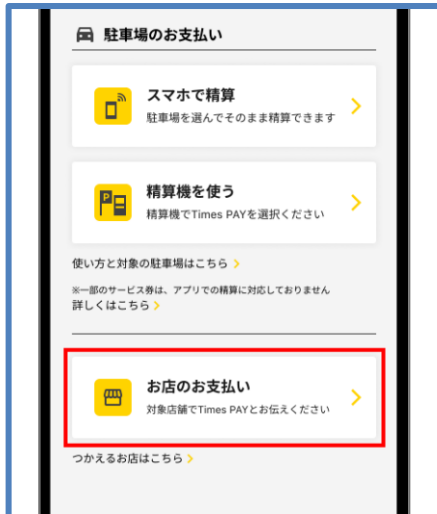 駐車場のお支払い
スマホで精算
駐車場を選んでそのまま精算できます
精算機を使う
精算機でTimes PAYを選択ください
使い方と対象の駐車場はこちら
※一部のサービス券は、アプリでの精算に対応しておりません
詳しくはこちら
お店のお支払い
対象店舗でTimes PAYとお伝えください
つかえるお店はこちら